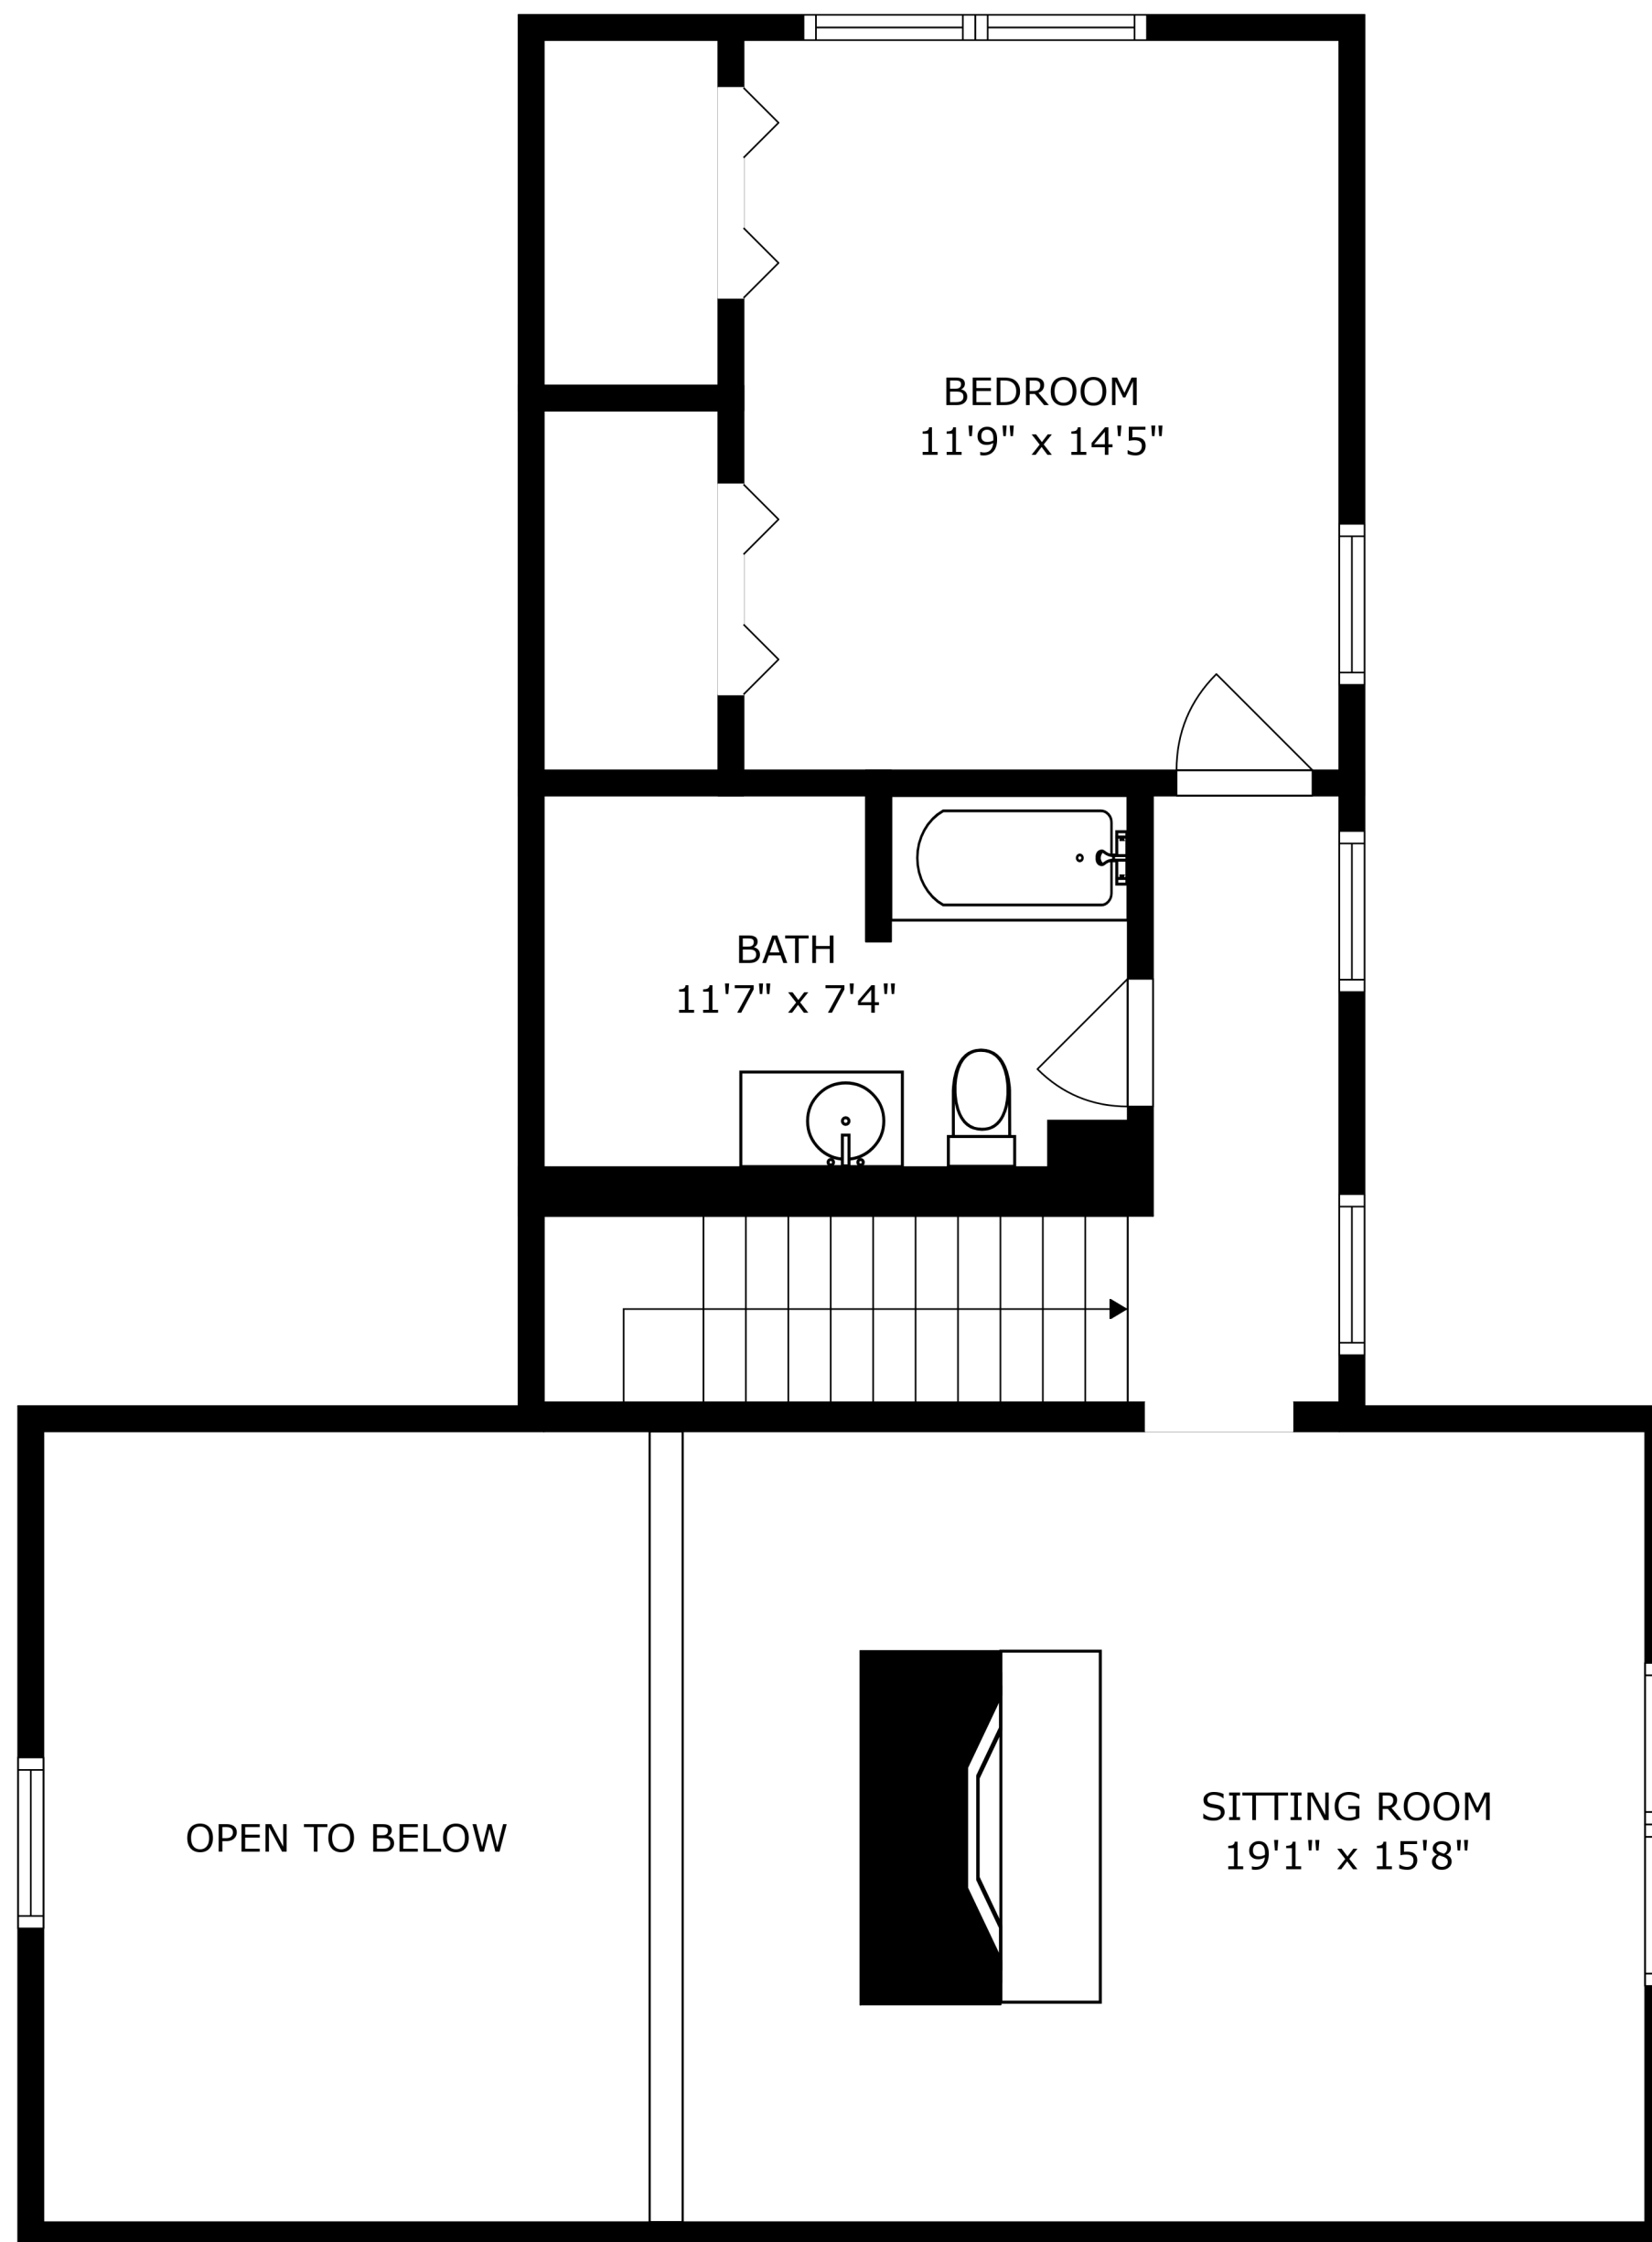 BEDROOM
11'9" x 14'5"
BATH
11'7" x 7'4"
OPEN TO BELOW
SITTING ROOM
19'1" x 15'8"